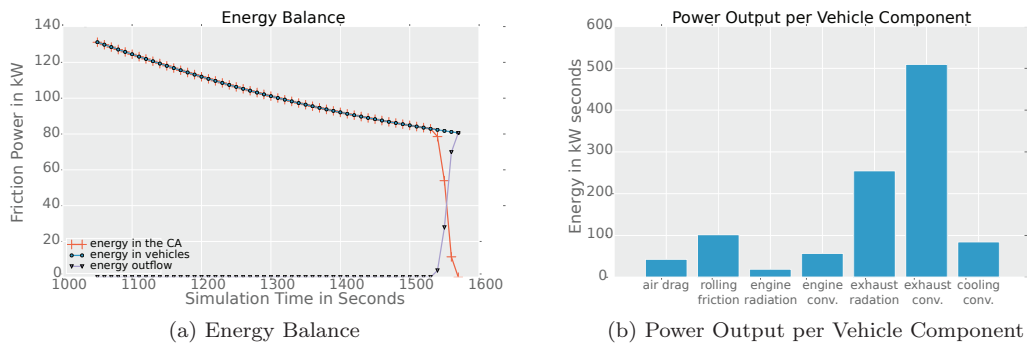 Energy Balance
Friction Power in kW
140
120
100
80
60
40
20
0
energy in the CA
energy in vehicles
energy outflow
1000 1100 1200 1300 1400 1500 1600
Simulation Time in Seconds
(a) Energy Balance
Power Output per Vehicle Component
Energy in kW seconds
600
500
400
300
200
100
0
air drag rolling engine engine exhaust exhaust cooling
friction radiation conv. radation conv. conv.
(b) Power Output per Vehicle Component